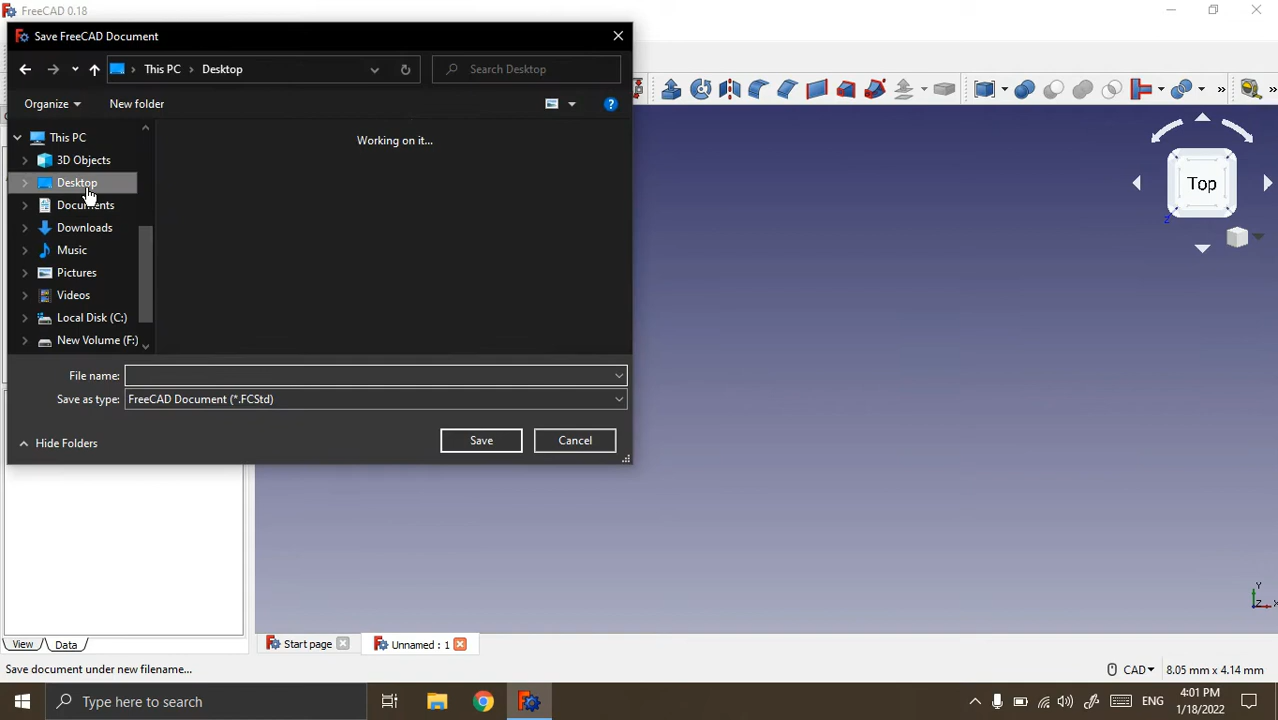 FreeCAD 0.18
Save FreeCAD Document
This PC
Desktop
Search Desktop
Organize
New folder
This PC
3D Objects
Desktop
Documents
Downloads
Music
Pictures
Videos
Local Disk (C:)
New Volume (F:)
Working on it...
File name:
Save as type: FreeCAD Document (*.FCStd)
Hide Folders
Save
Cancel
Top
Z
Y
Z
X
View
Data
Start page
Unnamed : 1
Save document under new filename...
CAD
8.05 mm x 4.14 mm
Type here to search
ENG
4:01 PM
1/18/2022